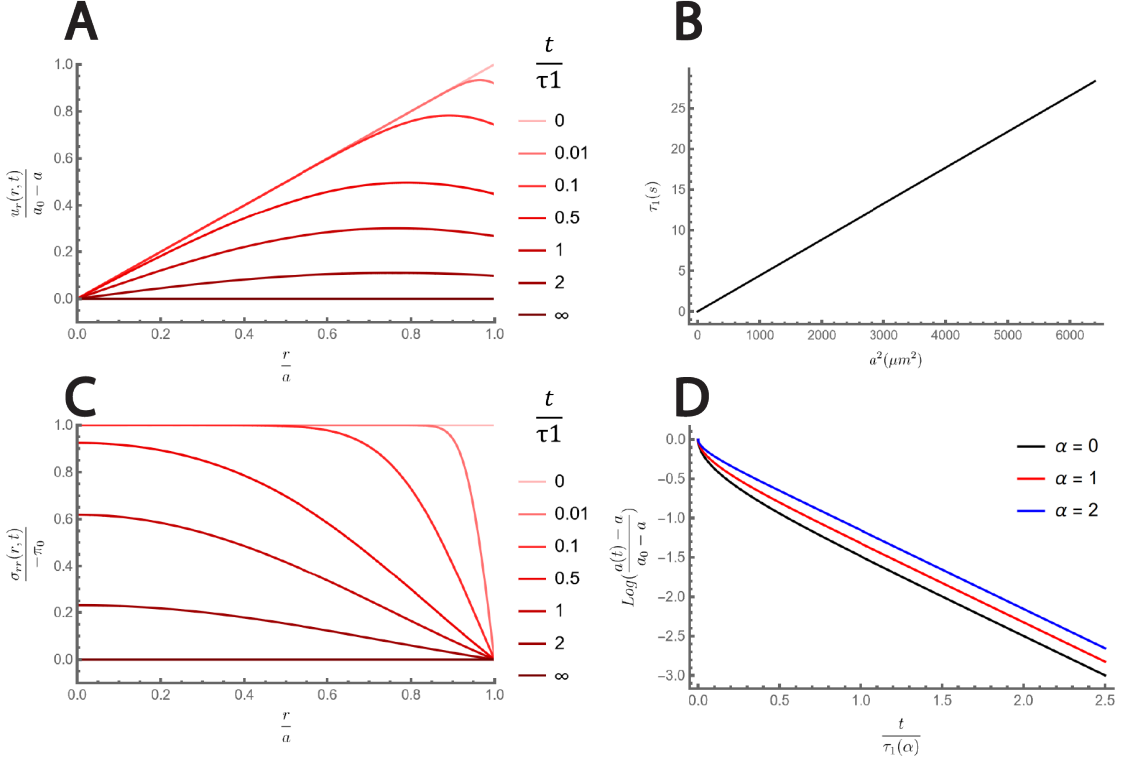 A
t
τ1
u_r(r, t)
a_0 − a
1.0
0.8
0.6
0.4
0.2
0.0
0.0 0.2 0.4 0.6 0.8 1.0
r
a
0
0.01
0.1
0.5
1
2
∞
B
τ_1(s)
25
20
15
10
5
0
0 1000 2000 3000 4000 5000 6000
a^2(μm^2)
C
t
τ1
σ_rr(r, t)
−π_0
1.0
0.8
0.6
0.4
0.2
0.0
0.0 0.2 0.4 0.6 0.8 1.0
r
a
0
0.01
0.1
0.5
1
2
∞
D
Log(a(t) − a / a_0 − a)
0.0
−0.5
−1.0
−1.5
−2.0
−2.5
−3.0
0.0 0.5 1.0 1.5 2.0 2.5
t
τ_1(α)
α = 0
α = 1
α = 2